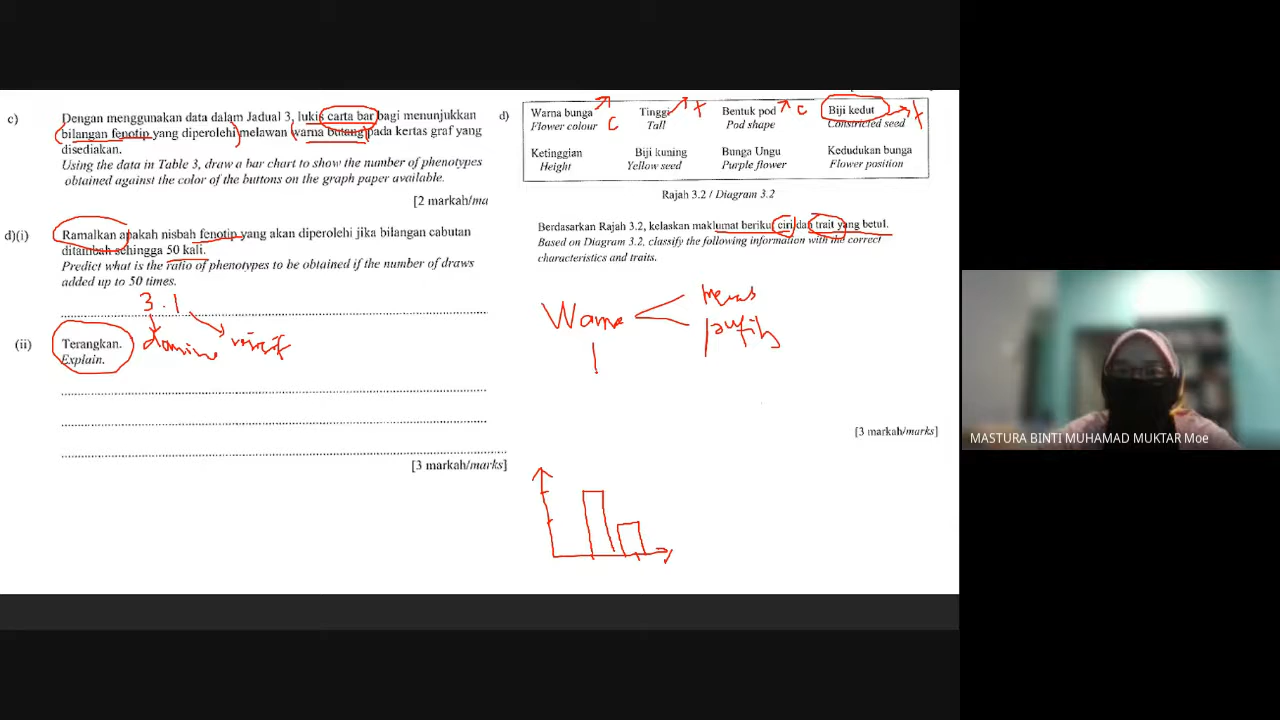 c)
Dengan menggunakan data dalam Jadual 3, lukis carta bar bagi menunjukkan
bilangan fenotip yang diperolehi melawan warna butang pada kertas graf yang
disediakan.
Using the data in Table 3, draw a bar chart to show the number of phenotypes
obtained against the color of the buttons on the graph paper available.
[2 markah/ma
d)(i)
Ramalkan apakah nisbah fenotip yang akan diperolehi jika bilangan cabutan
ditambah sehingga 50 kali.
Predict what is the ratio of phenotypes to be obtained if the number of draws
added up to 50 times.
3 . 1
(ii)
Terangkan.
Explain.
[3 markah/marks]
d)
Warna bunga C Tinggi t Bentuk pod C Biji kedut t
Flower colour Tall Pod shape Constricted seed
Ketinggian Biji kuning Bunga Ungu Kedudukan bunga
Height Yellow seed Purple flower Flower position
Rajah 3.2 / Diagram 3.2
Berdasarkan Rajah 3.2, kelaskan maklumat berikut ciri dan trait yang betul.
Based on Diagram 3.2, classify the following information with the correct
characteristics and traits.
Warna
putih
[3 markah/marks]
MASTURA BINTI MUHAMAD MUKTAR Moe